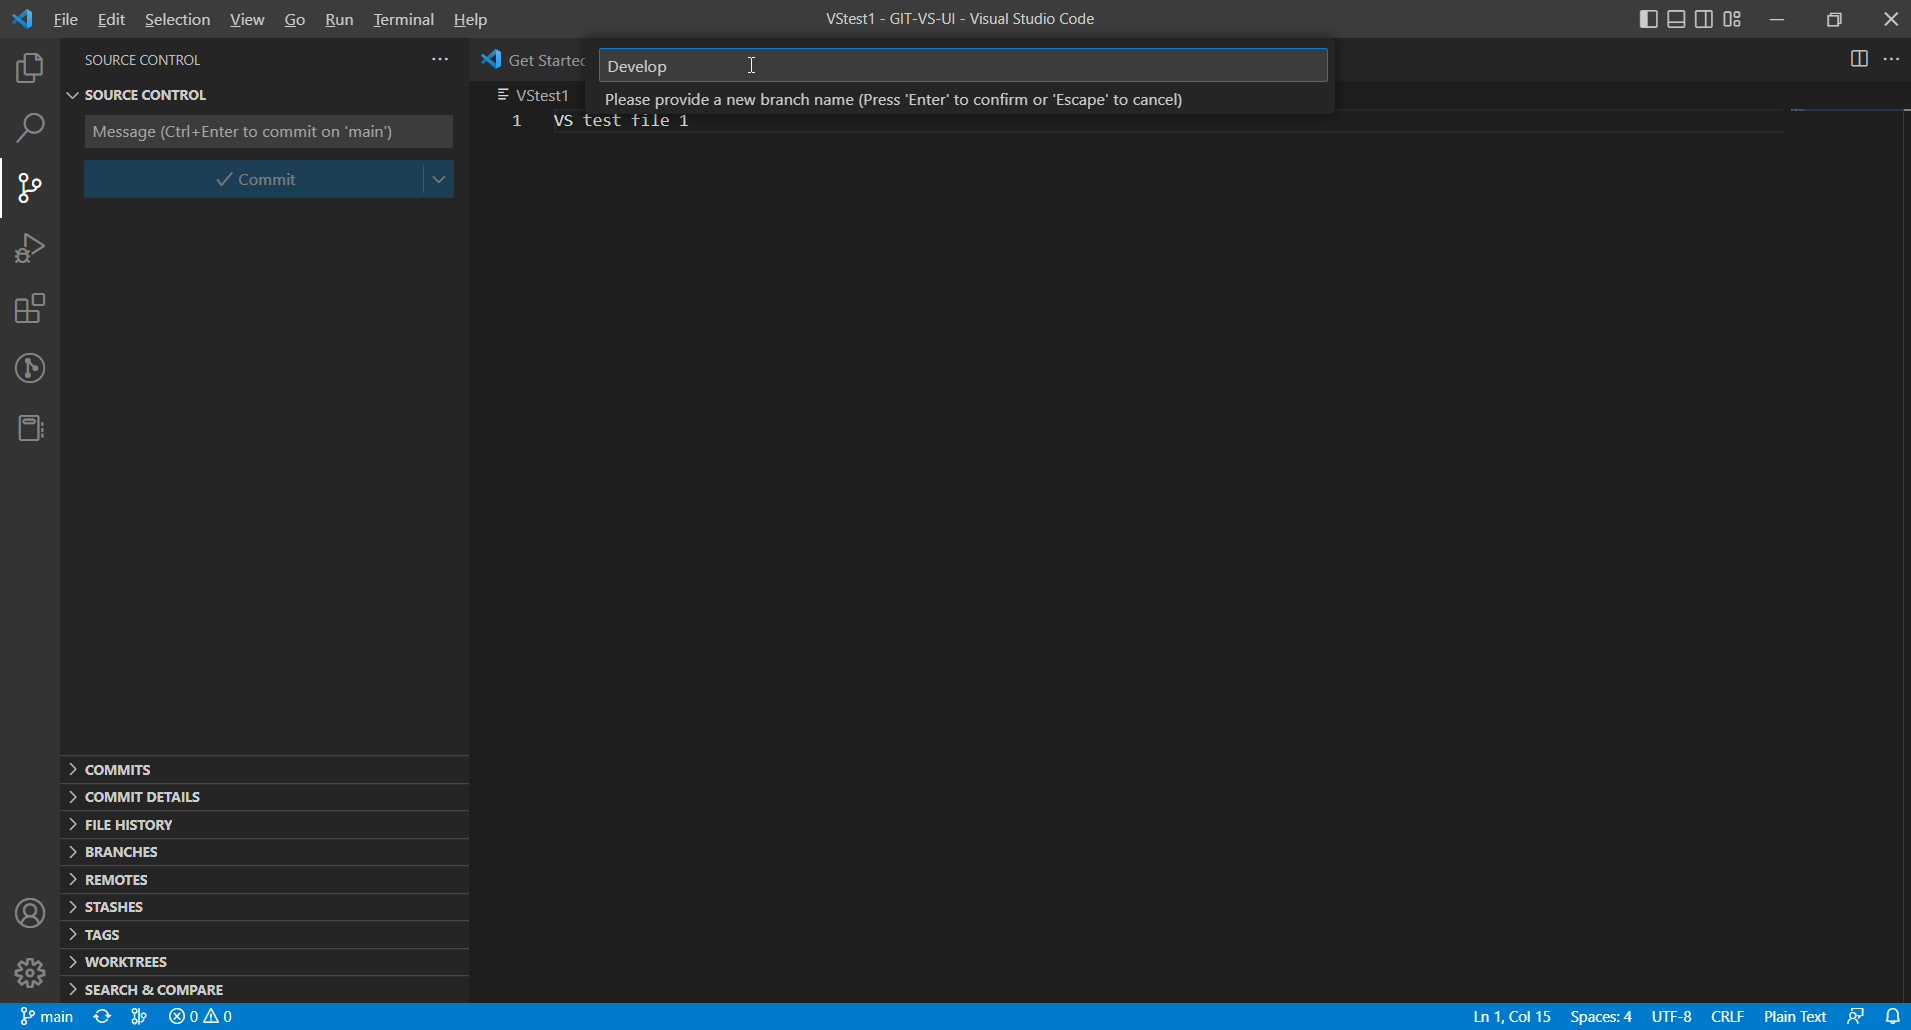 File Edit Selection View Go Run Terminal Help
VStest1 - GIT-VS-UI - Visual Studio Code
SOURCE CONTROL
SOURCE CONTROL
Message (Ctrl+Enter to commit on 'main')
Commit
Get Started
Develop
Please provide a new branch name (Press 'Enter' to confirm or 'Escape' to cancel)
VStest1
1 VS test file 1
COMMITS
COMMIT DETAILS
FILE HISTORY
BRANCHES
REMOTES
STASHES
TAGS
WORKTREES
SEARCH & COMPARE
main 0 0
Ln 1, Col 15 Spaces: 4 UTF-8 CRLF Plain Text